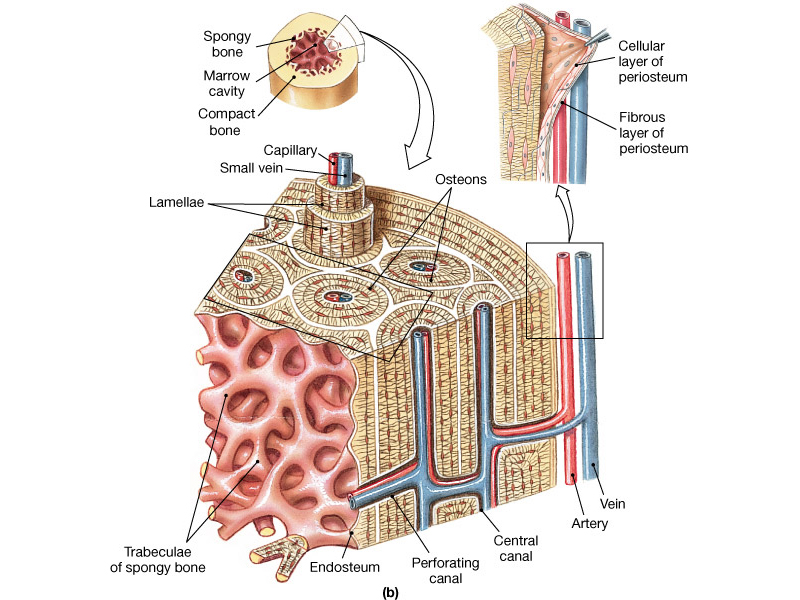 Spongy
bone
Marrow
cavity
Compact
bone
Cellular
layer of
periosteum
Fibrous
layer of
periosteum
Capillary
Small vein
Osteons
Lamellae
Vein
Artery
Central
canal
Perforating
canal
Endosteum
Trabeculae
of spongy bone
(b)